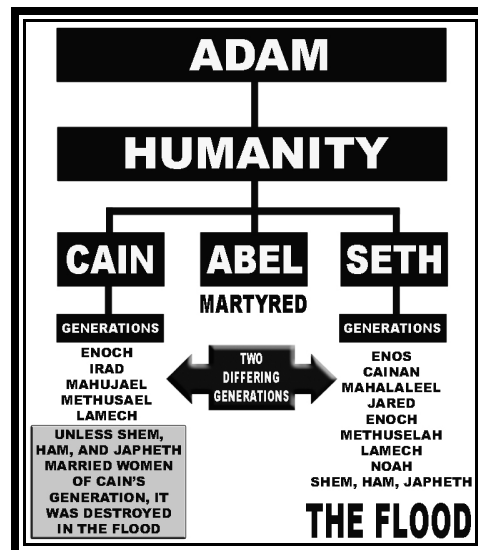 ADAM
HUMANITY
CAIN
ABEL
SETH
MARTYRED
GENERATIONS
ENOCH
IRAD
MAHUJAEL
METHUSAEL
LAMECH
UNLESS SHEM,
HAM, AND JAPHETH
MARRIED WOMEN
OF CAIN'S
GENERATION, IT
WAS DESTROYED
IN THE FLOOD
TWO
DIFFERING
GENERATIONS
GENERATIONS
ENOS
CAINAN
MAHALALEEL
JARED
ENOCH
METHUSELAH
LAMECH
NOAH
SHEM, HAM, JAPHETH
THE FLOOD